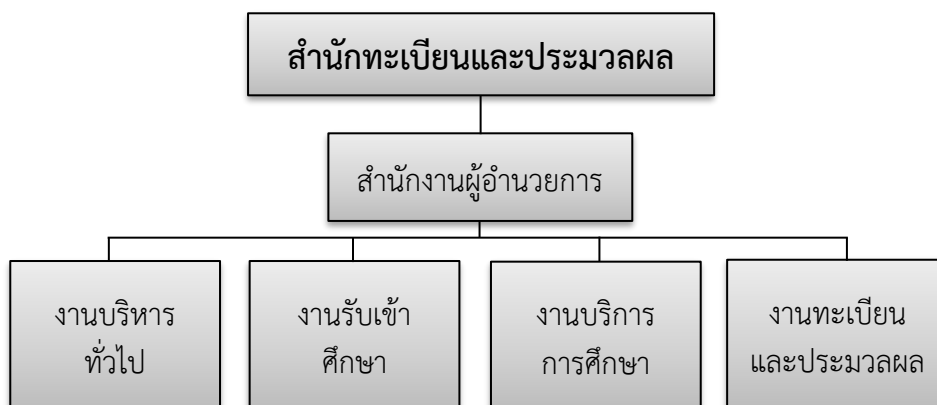 สำนักทะเบียนและประมวลผล
สำนักงานผู้อำนวยการ
งานบริหาร
ทั่วไป
งานรับเข้า
ศึกษา
งานบริการ
การศึกษา
งานทะเบียน
และประมวลผล